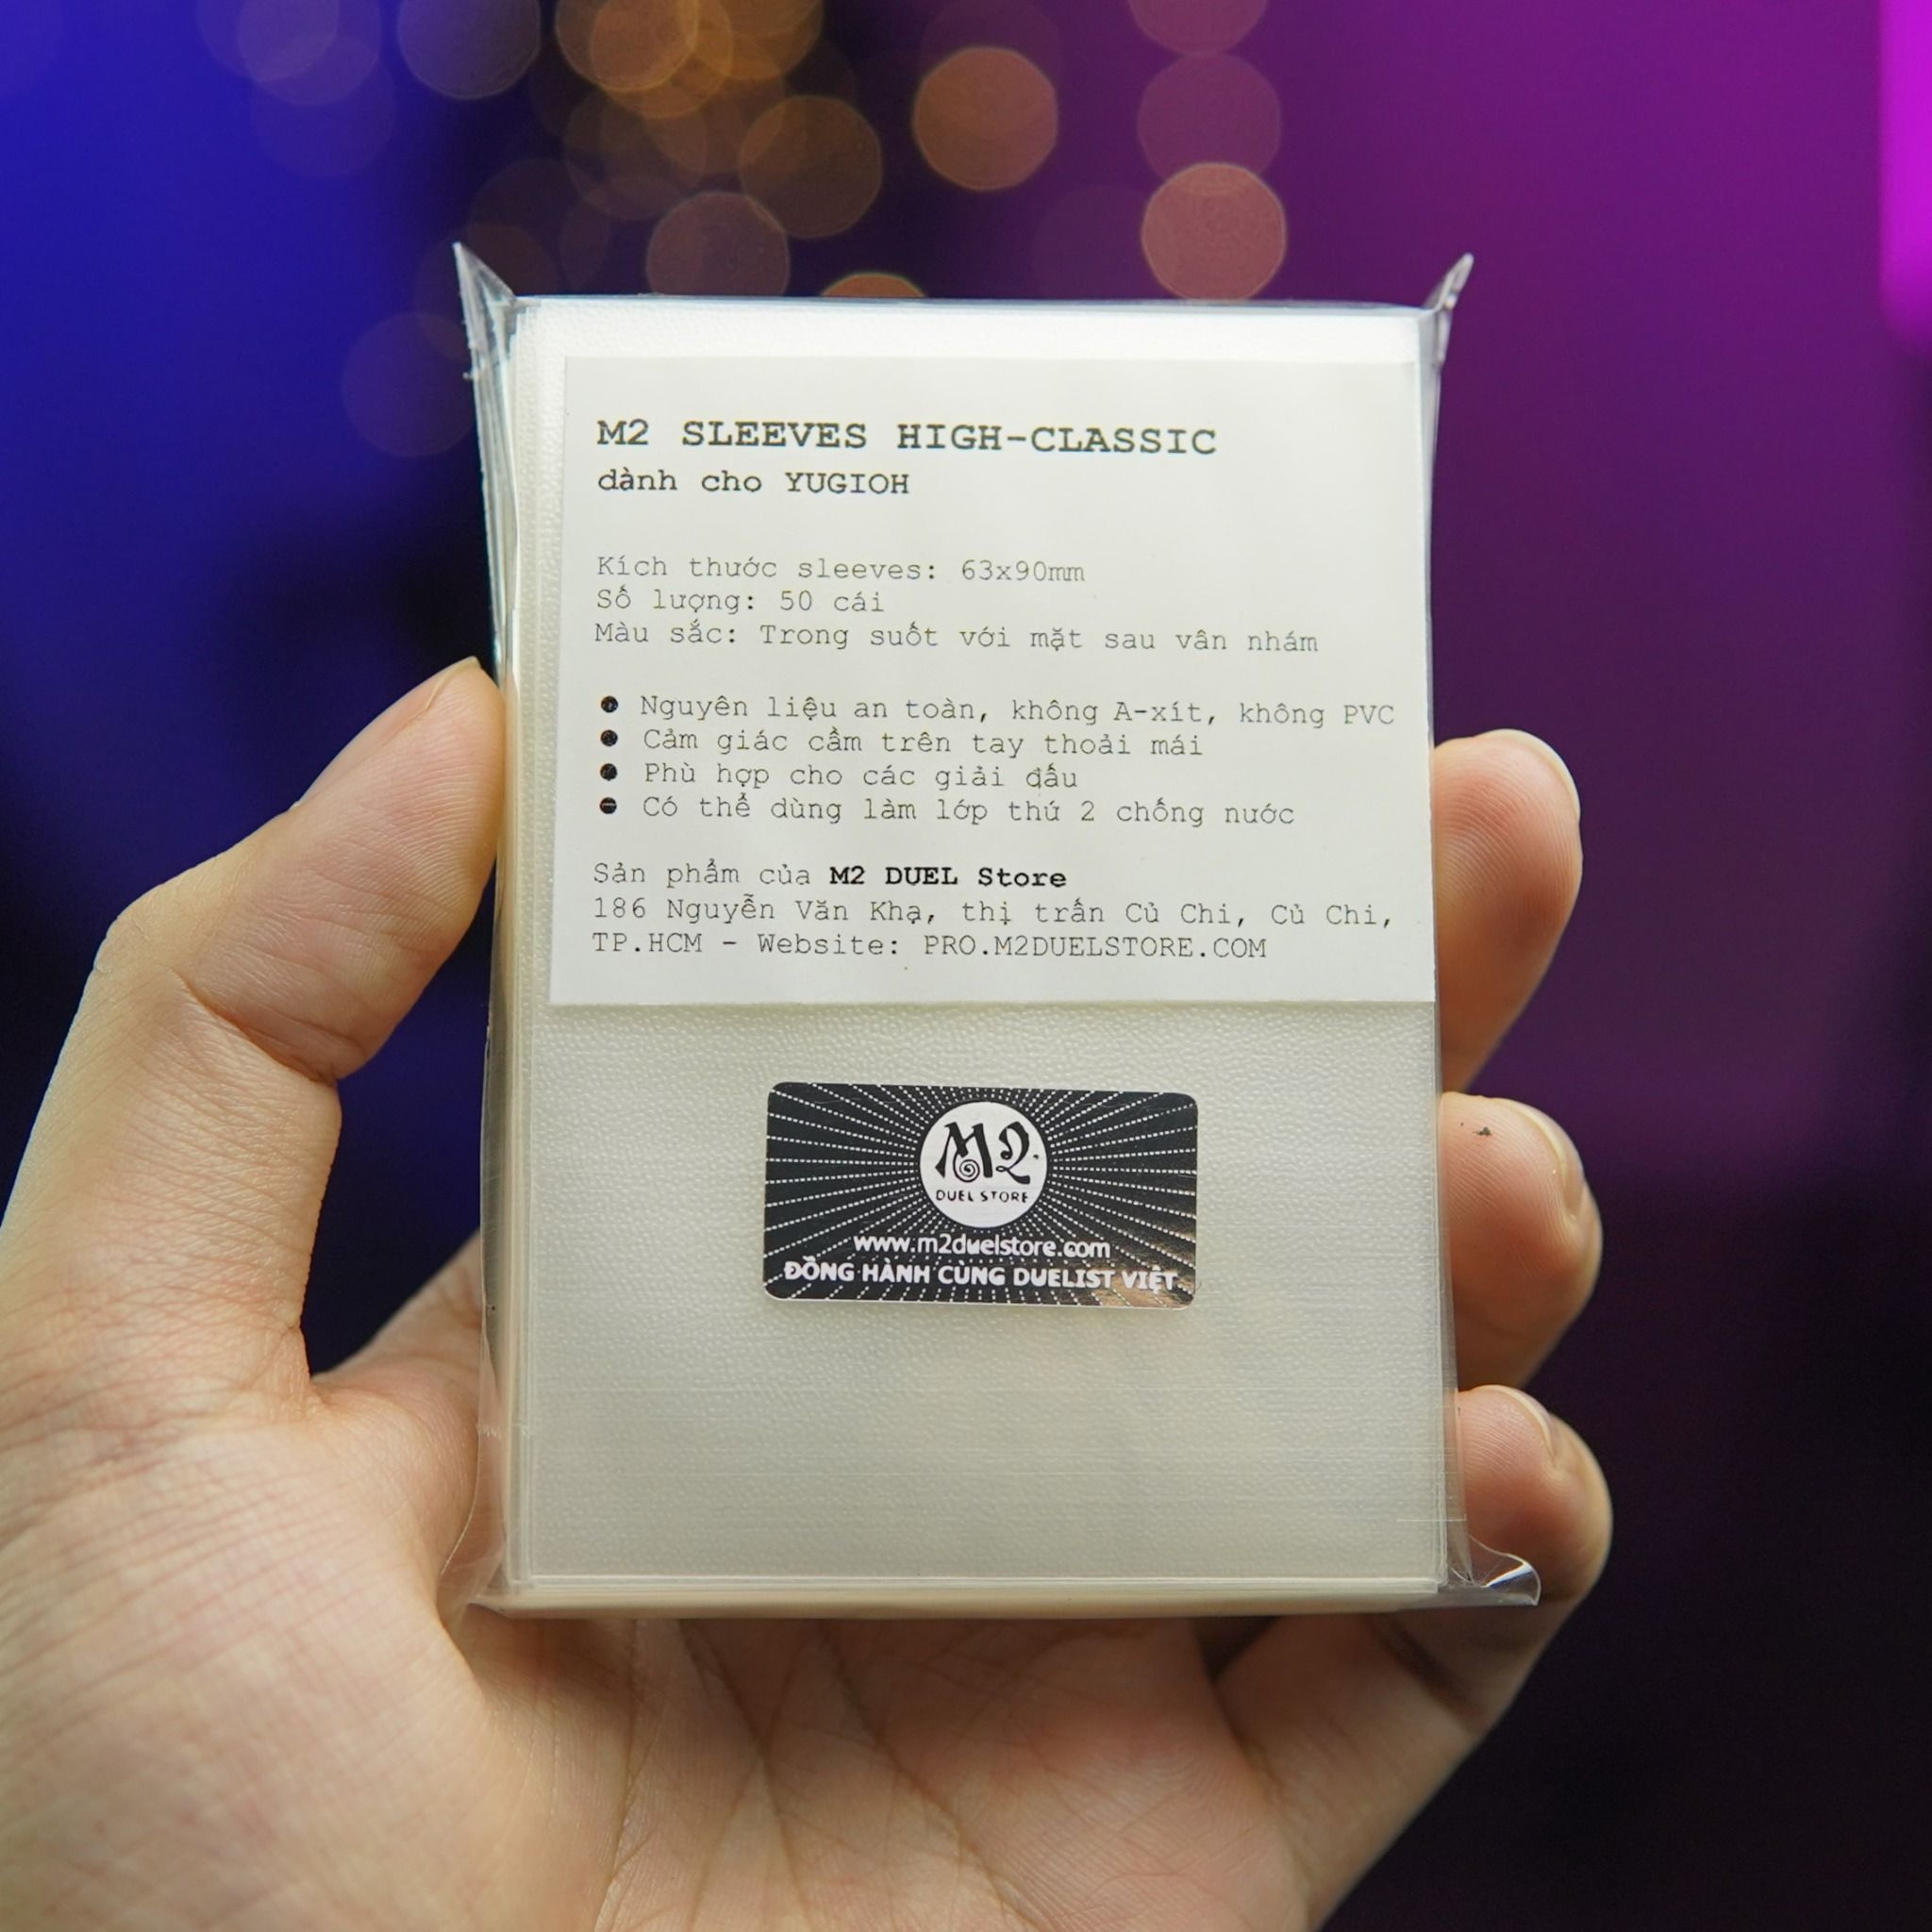 M2 SLEEVES HIGH-CLASSIC
dành cho YUGIOH
Kích thước sleeves: 63x90mm
Số lượng: 50 cái
Màu sắc: Trong suốt với mặt sau vân nhám
● Nguyên liệu an toàn, không A-xít, không PVC
● Cảm giác cầm trên tay thoải mái
● Phù hợp cho các giải đấu
● Có thể dùng làm lớp thứ 2 chống nước
Sản phẩm của M2 DUEL Store
186 Nguyễn Văn Khạ, thị trấn Củ Chi, Củ Chi,
TP.HCM - Website: PRO.M2DUELSTORE.COM
M2
DUEL STORE
www.m2duelstore.com
ĐỒNG HÀNH CÙNG DUELIST VIỆT